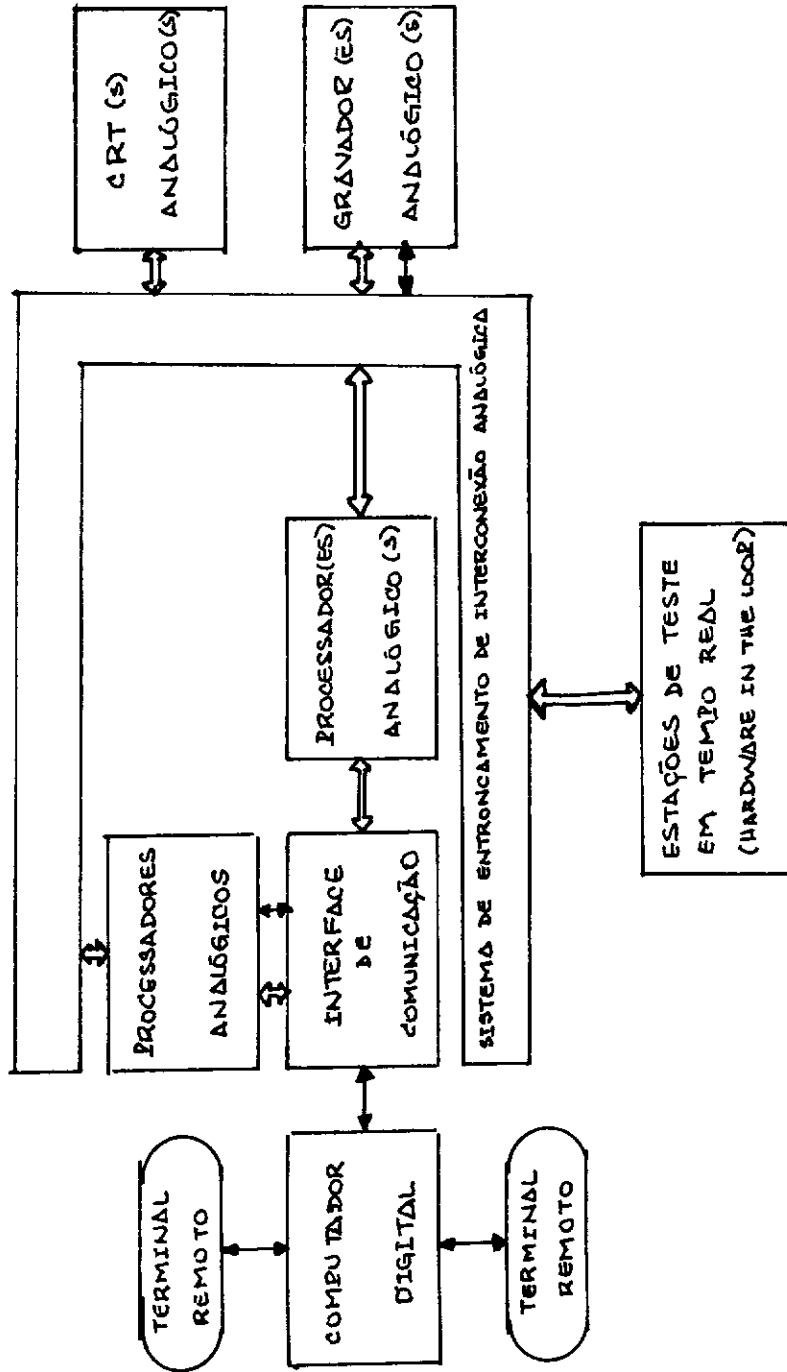 TERMINAL
REMOTO
COMPUTADOR
DIGITAL
TERMINAL
REMOTO
PROCESSADORES
ANALÓGICOS
INTERFACE
DE
COMUNICAÇÃO
PROCESSADOR(ES)
ANALÓGICO(S)
SISTEMA DE ENTRONCAMENTO DE INTERCONEXÃO ANALÓGICA
CRT(S)
ANALÓGICO(S)
GRAVADOR(ES)
ANALÓGICO(S)
ESTAÇÕES DE TESTE
EM TEMPO REAL
(HARDWARE IN THE LOOP)